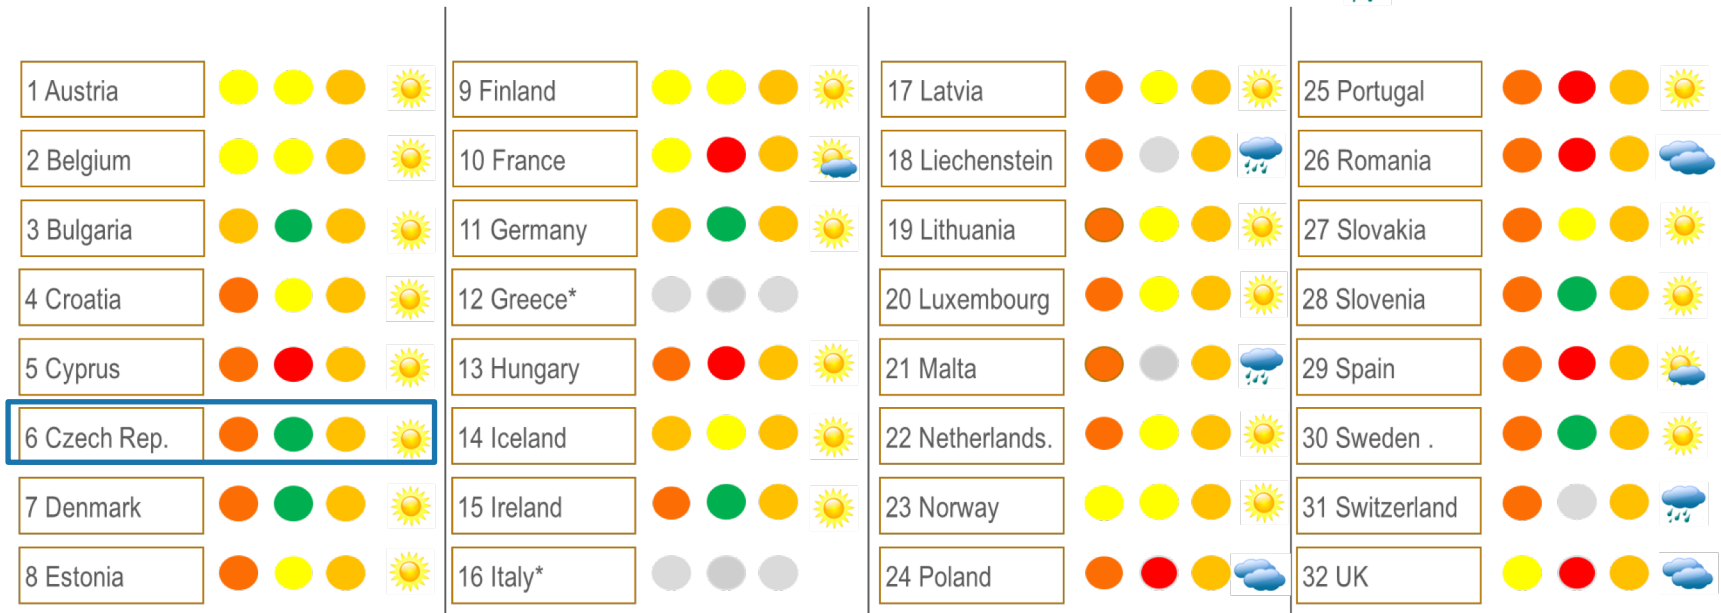 1 Austria
2 Belgium
3 Bulgaria
4 Croatia
5 Cyprus
6 Czech Rep.
7 Denmark
8 Estonia
9 Finland
10 France
11 Germany
12 Greece*
13 Hungary
14 Iceland
15 Ireland
16 Italy*
17 Latvia
18 Liechenstein
19 Lithuania
20 Luxembourg
21 Malta
22 Netherlands.
23 Norway
24 Poland
25 Portugal
26 Romania
27 Slovakia
28 Slovenia
29 Spain
30 Sweden .
31 Switzerland
32 UK